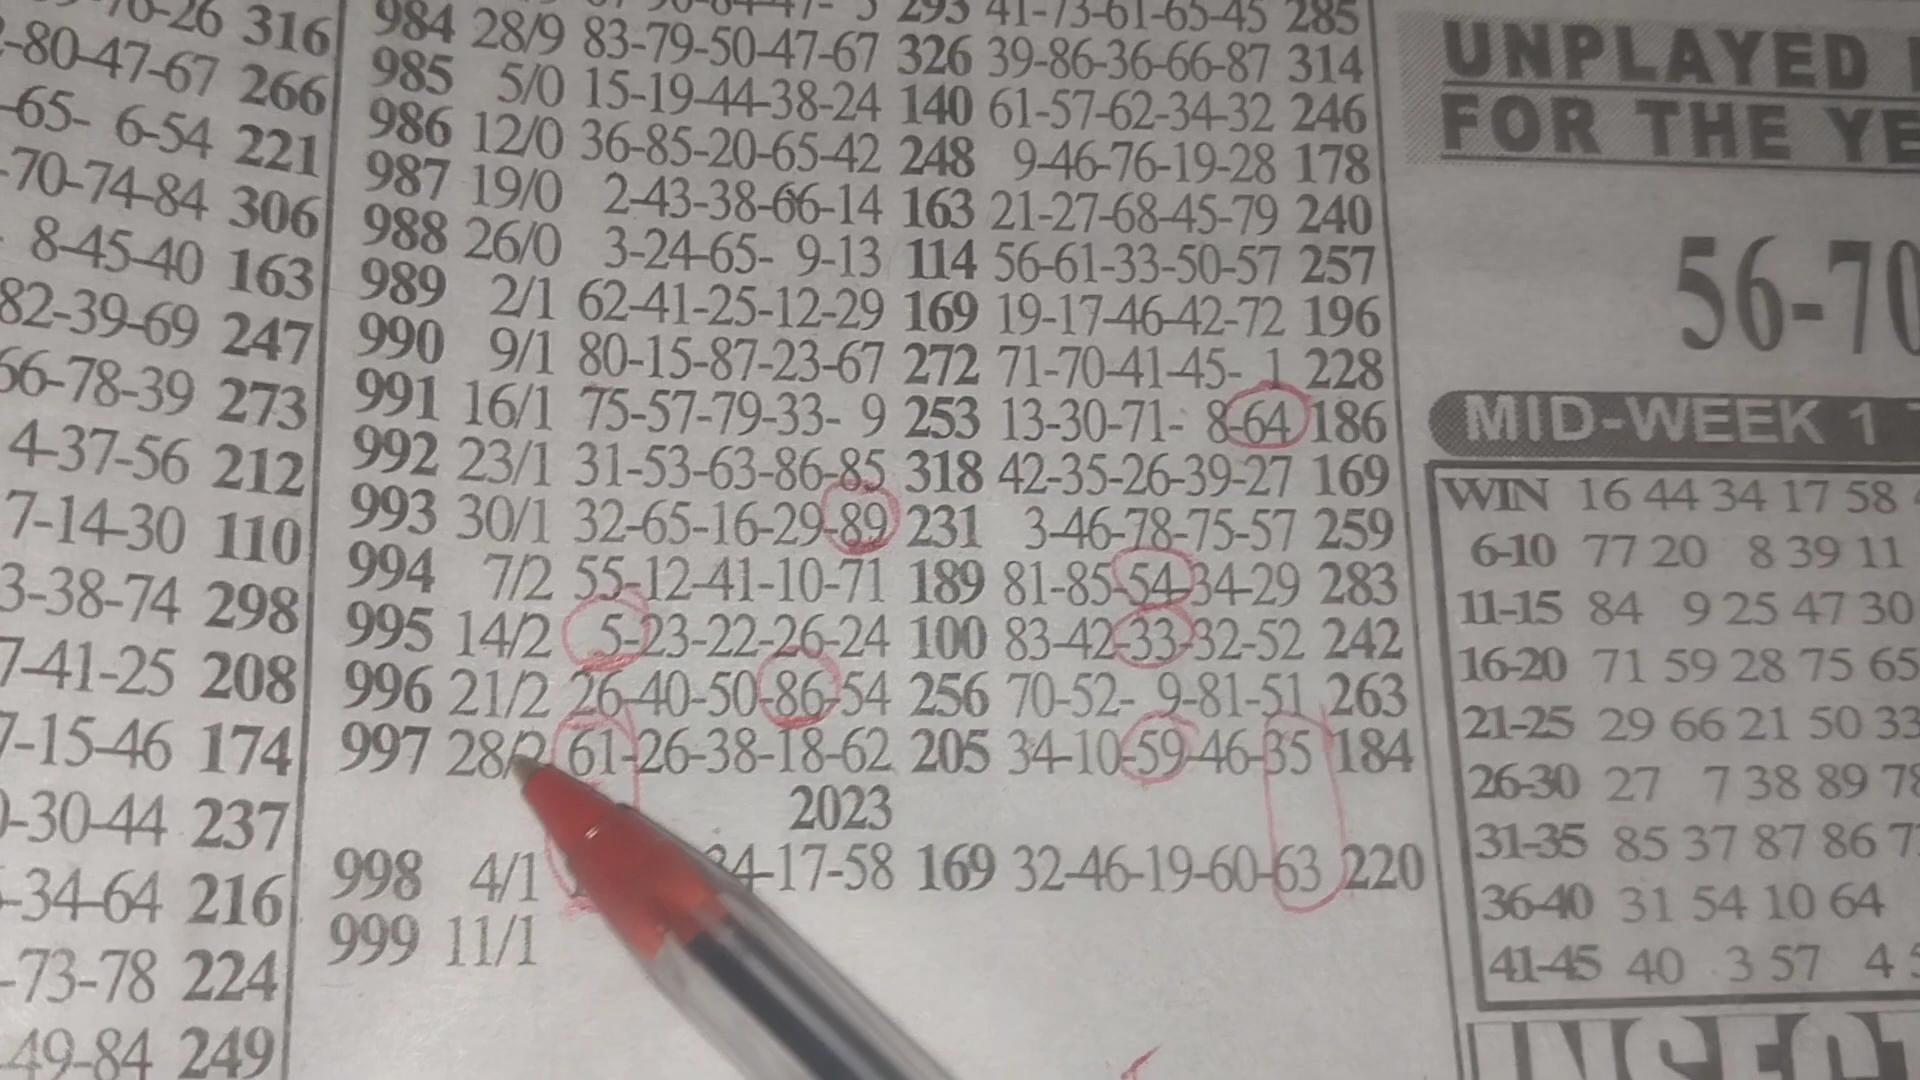 70-26 316
-80-47-67 266
-65- 6-54 221
-70-74-84 306
8-45-40 163
82-39-69 247
66-78-39 273
4-37-56 212
7-14-30 110
3-38-74 298
7-41-25 208
7-15-46 174
0-30-44 237
-34-64 216
-73-78 224
-49-84 249
293 41-73-61-65-45 285
984 28/9 83-79-50-47-67 326 39-86-36-66-87 314
985 5/0 15-19-44-38-24 140 61-57-62-34-32 246
986 12/0 36-85-20-65-42 248 9-46-76-19-28 178
987 19/0 2-43-38-66-14 163 21-27-68-45-79 240
988 26/0 3-24-65- 9-13 114 56-61-33-50-57 257
989 2/1 62-41-25-12-29 169 19-17-46-42-72 196
990 9/1 80-15-87-23-67 272 71-70-41-45- 1 228
991 16/1 75-57-79-33- 9 253 13-30-71- 8-64 186
992 23/1 31-53-63-86-85 318 42-35-26-39-27 169
993 30/1 32-65-16-29-89 231 3-46-78-75-57 259
994 7/2 55-12-41-10-71 189 81-85-54-34-29 283
995 14/2 5-23-22-26-24 100 83-42-33-32-52 242
996 21/2 26-40-50-86-54 256 70-52- 9-81-51 263
997 28/2 61-26-38-18-62 205 34-10-59-46-35 184
2023
998 4/1 34-17-58 169 32-46-19-60-63 220
999 11/1
UNPLAYED
FOR THE YE
56-70
MID-WEEK 1
WIN 16 44 34 17 58
6-10 77 20 8 39 11
11-15 84 9 25 47 30
16-20 71 59 28 75 65
21-25 29 66 21 50 33
26-30 27 7 38 89 78
31-35 85 37 87 86 7
36-40 31 54 10 64
41-45 40 3 57 4